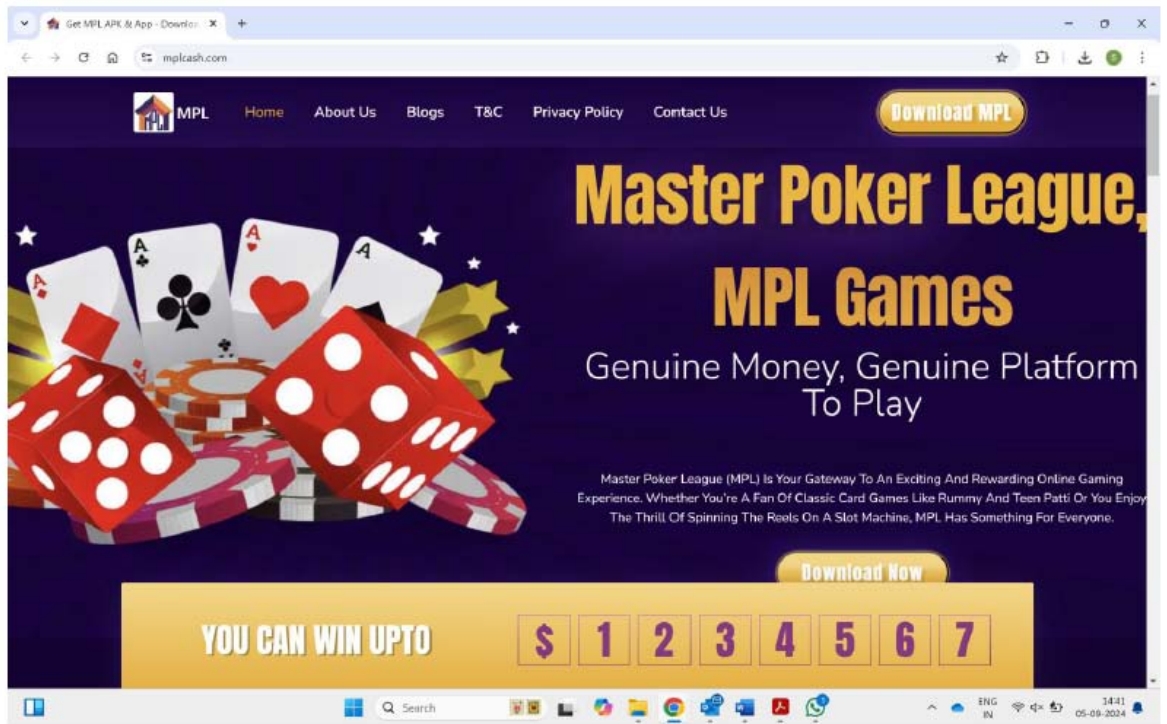 Get MPL APK & App - Downloa
mplcash.com
MPL
Home
About Us
Blogs
T&C
Privacy Policy
Contact Us
Download MPL
Master Poker League,
MPL Games
Genuine Money, Genuine Platform
To Play
Master Poker League (MPL) Is Your Gateway To An Exciting And Rewarding Online Gaming
Experience. Whether You're A Fan Of Classic Card Games Like Rummy And Teen Patti Or You Enjoy
The Thrill Of Spinning The Reels On A Slot Machine, MPL Has Something For Everyone.
Download Now
YOU CAN WIN UPTO
$ 1 2 3 4 5 6 7
A
A
A
A
Search
ENG
IN
14:41
05-09-2024